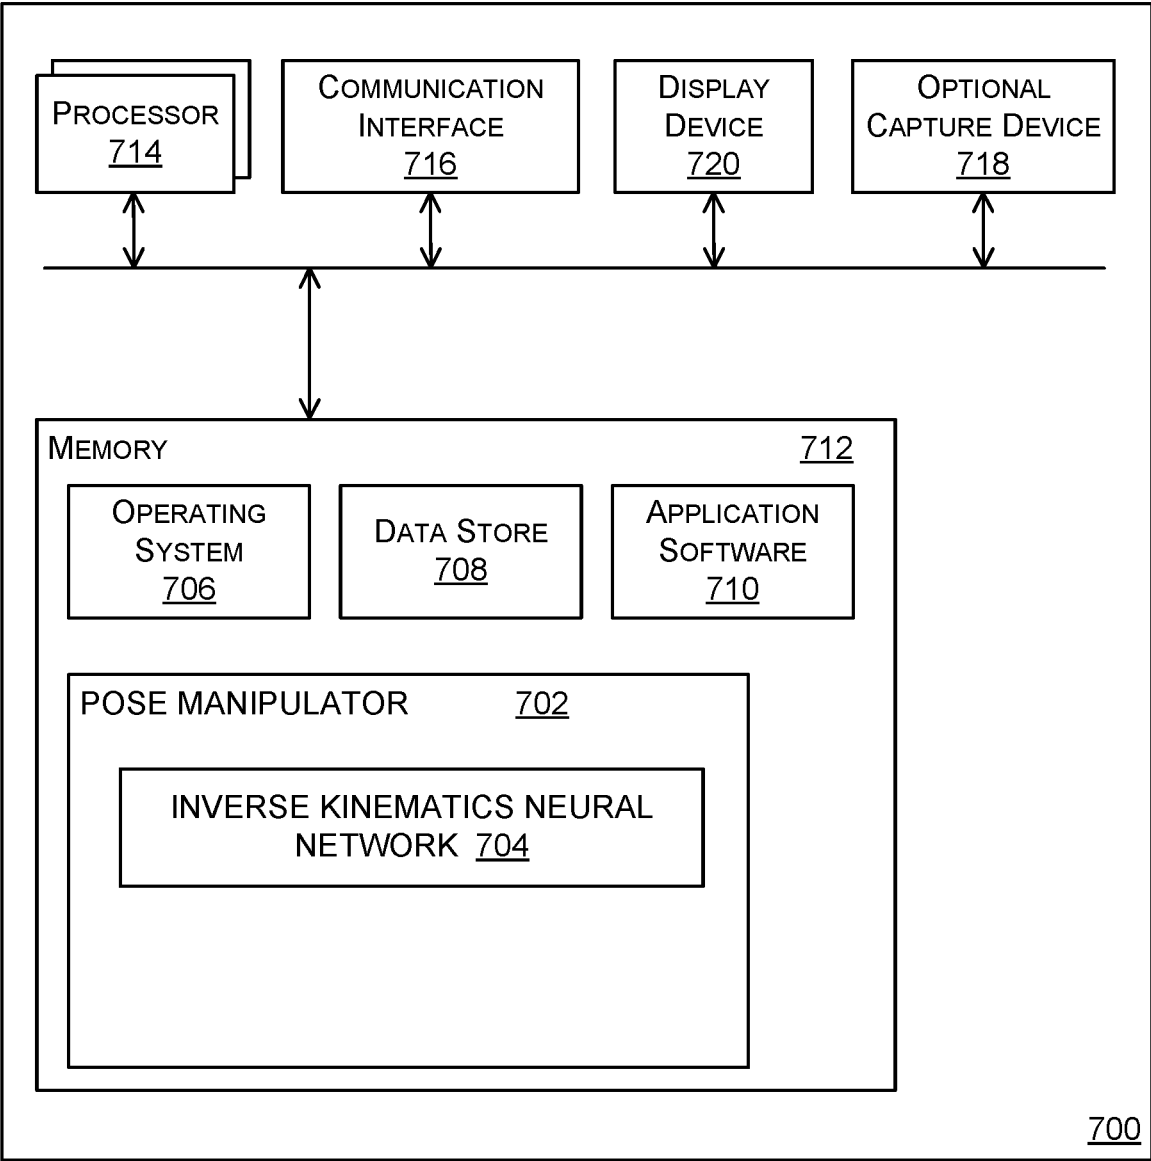 PROCESSOR
714
COMMUNICATION
INTERFACE
716
DISPLAY
DEVICE
720
OPTIONAL
CAPTURE DEVICE
718
MEMORY 712
OPERATING
SYSTEM
706
DATA STORE
708
APPLICATION
SOFTWARE
710
POSE MANIPULATOR 702
INVERSE KINEMATICS NEURAL
NETWORK 704
700